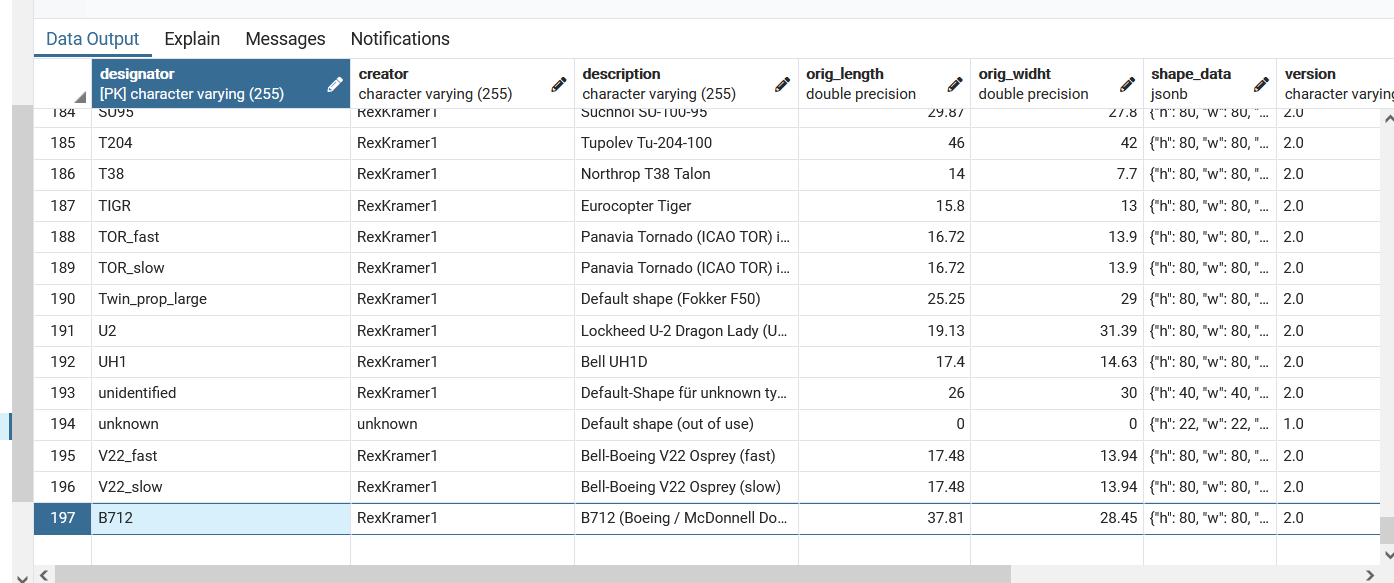 Data Output Explain Messages Notifications
designator creator description orig_length orig_widht shape_data version
[PK] character varying (255) character varying (255) character varying (255) double precision double precision jsonb character varying
184 SU95 RexKramer1 Suchhoi SU-100-95 29.87 27.8 {"h": 80, "w": 80, "... 2.0
185 T204 RexKramer1 Tupolev Tu-204-100 46 42 {"h": 80, "w": 80, "... 2.0
186 T38 RexKramer1 Northrop T38 Talon 14 7.7 {"h": 80, "w": 80, "... 2.0
187 TIGR RexKramer1 Eurocopter Tiger 15.8 13 {"h": 80, "w": 80, "... 2.0
188 TOR_fast RexKramer1 Panavia Tornado (ICAO TOR) i... 16.72 13.9 {"h": 80, "w": 80, "... 2.0
189 TOR_slow RexKramer1 Panavia Tornado (ICAO TOR) i... 16.72 13.9 {"h": 80, "w": 80, "... 2.0
190 Twin_prop_large RexKramer1 Default shape (Fokker F50) 25.25 29 {"h": 80, "w": 80, "... 2.0
191 U2 RexKramer1 Lockheed U-2 Dragon Lady (U... 19.13 31.39 {"h": 80, "w": 80, "... 2.0
192 UH1 RexKramer1 Bell UH1D 17.4 14.63 {"h": 80, "w": 80, "... 2.0
193 unidentified RexKramer1 Default-Shape für unknown ty... 26 30 {"h": 40, "w": 40, "... 2.0
194 unknown unknown Default shape (out of use) 0 0 {"h": 22, "w": 22, "... 1.0
195 V22_fast RexKramer1 Bell-Boeing V22 Osprey (fast) 17.48 13.94 {"h": 80, "w": 80, "... 2.0
196 V22_slow RexKramer1 Bell-Boeing V22 Osprey (slow) 17.48 13.94 {"h": 80, "w": 80, "... 2.0
197 B712 RexKramer1 B712 (Boeing / McDonnell Do... 37.81 28.45 {"h": 80, "w": 80, "... 2.0